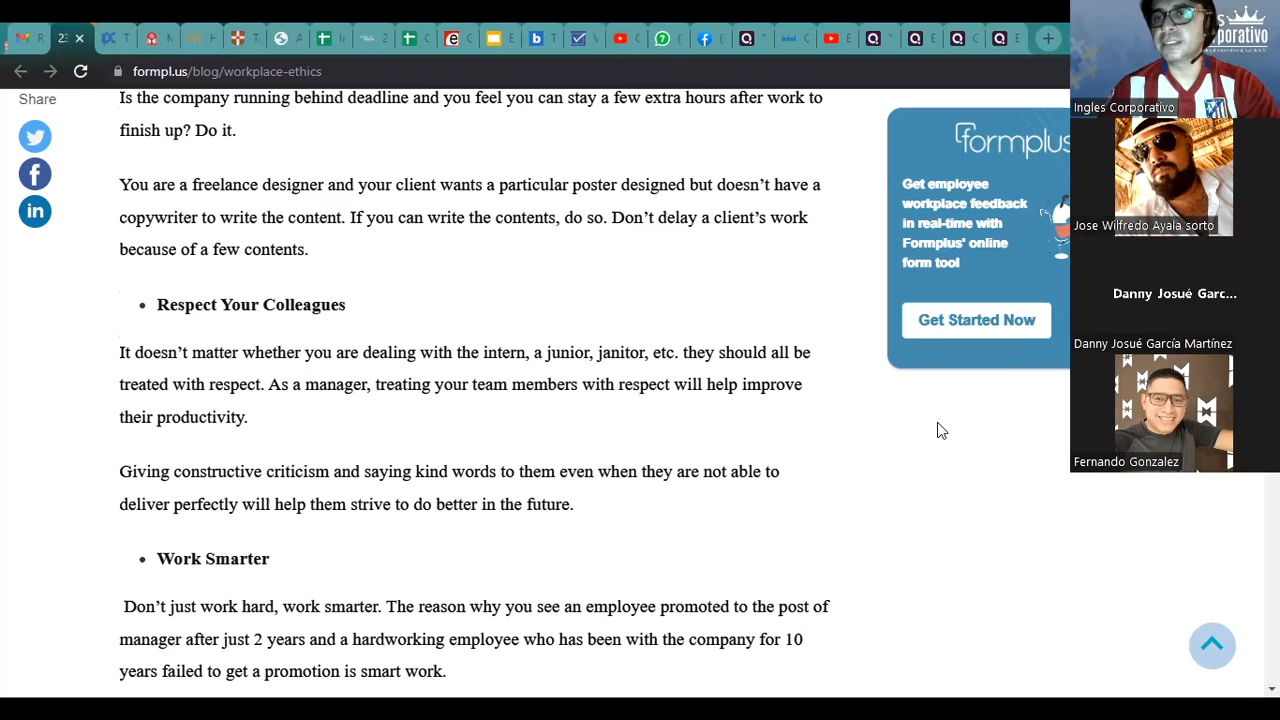 formpl.us/blog/workplace-ethics
Share
Is the company running behind deadline and you feel you can stay a few extra hours after work to
finish up? Do it.
You are a freelance designer and your client wants a particular poster designed but doesn’t have a
copywriter to write the content. If you can write the contents, do so. Don’t delay a client’s work
because of a few contents.
• Respect Your Colleagues
It doesn’t matter whether you are dealing with the intern, a junior, janitor, etc. they should all be
treated with respect. As a manager, treating your team members with respect will help improve
their productivity.
Giving constructive criticism and saying kind words to them even when they are not able to
deliver perfectly will help them strive to do better in the future.
• Work Smarter
Don’t just work hard, work smarter. The reason why you see an employee promoted to the post of
manager after just 2 years and a hardworking employee who has been with the company for 10
years failed to get a promotion is smart work.
formplus
Get employee
workplace feedback
in real-time with
Formplus' online
form tool
Get Started Now
Ingles Corporativo
Jose Wilfredo Ayala sorto
Danny Josué Garc...
Danny Josué García Martínez
Fernando Gonzalez